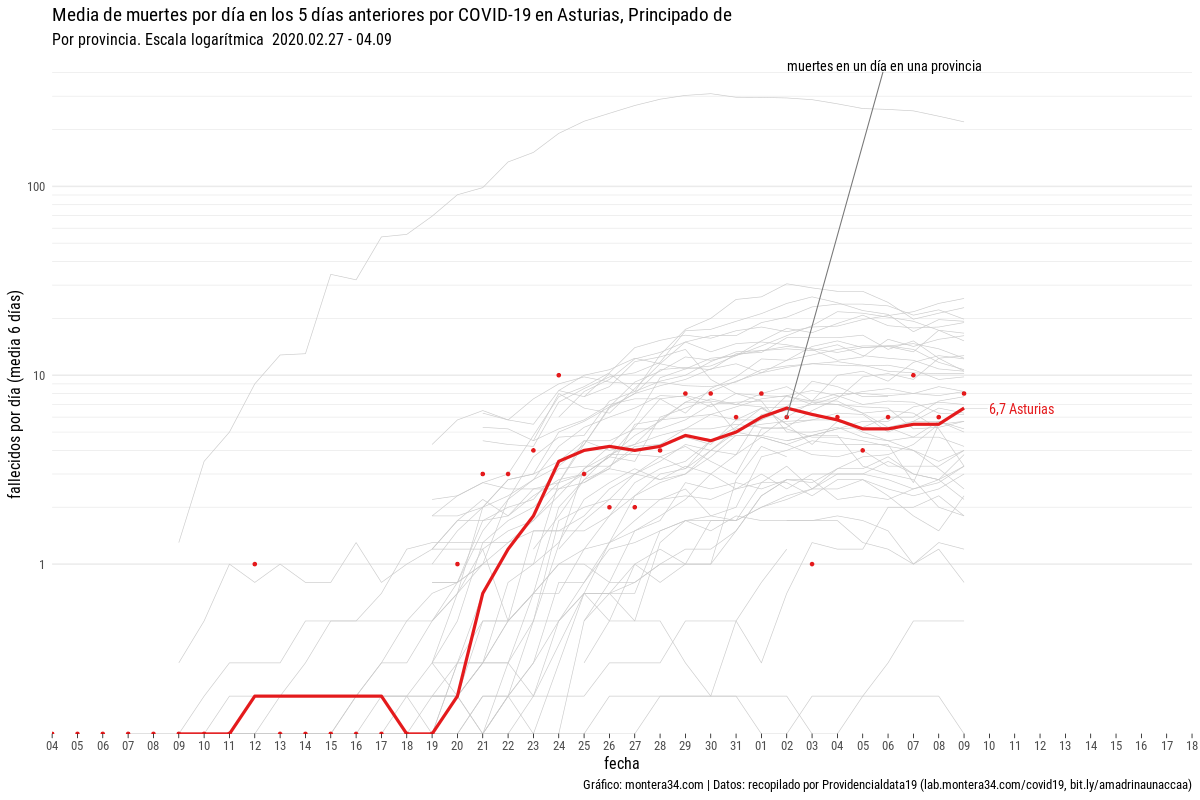 Media de muertes por día en los 5 días anteriores por COVID-19 en Asturias, Principado de
Por provincia. Escala logarítmica  2020.02.27 - 04.09
muertes en un día en una provincia
fallecidos por día (media 6 días)
100
10
1
6,7 Asturias
04 05 06 07 08 09 10 11 12 13 14 15 16 17 18 19 20 21 22 23 24 25 26 27 28 29 30 31 01 02 03 04 05 06 07 08 09 10 11 12 13 14 15 16 17 18
fecha
Gráfico: montera34.com | Datos: recopilado por Providencialdata19 (lab.montera34.com/covid19, bit.ly/amadrinaunaccaa)